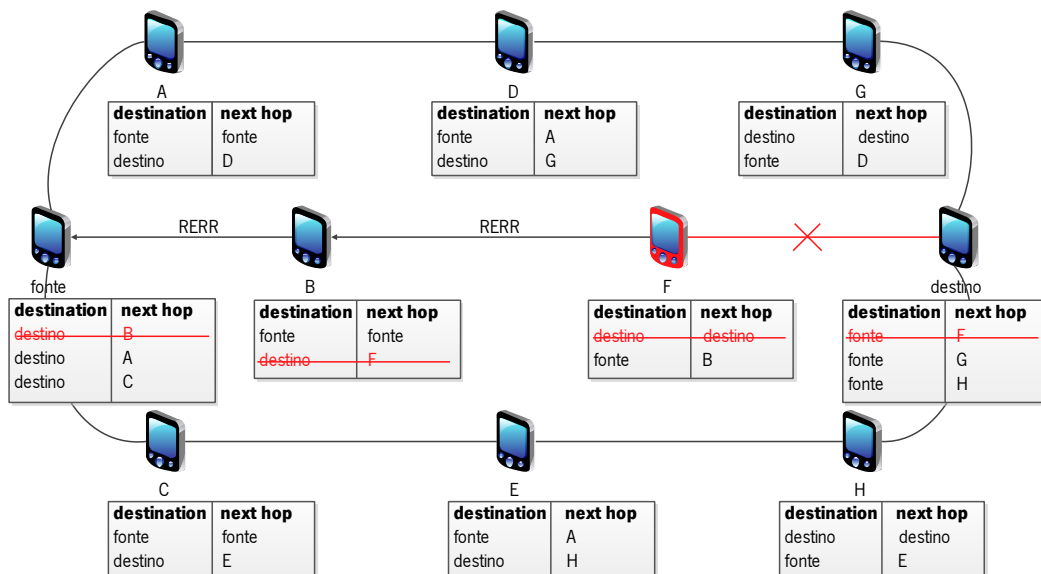 A
D
G
destination next hop
fonte fonte
destino D
destination next hop
fonte A
destino G
destination next hop
destino destino
fonte D
RERR
RERR
fonte
B
F
destino
destination next hop
destino B
destino A
destino C
destination next hop
fonte fonte
destino F
destination next hop
destino destino
fonte B
destination next hop
fonte F
fonte G
fonte H
C
E
H
destination next hop
fonte fonte
destino E
destination next hop
fonte A
destino H
destination next hop
destino destino
fonte E